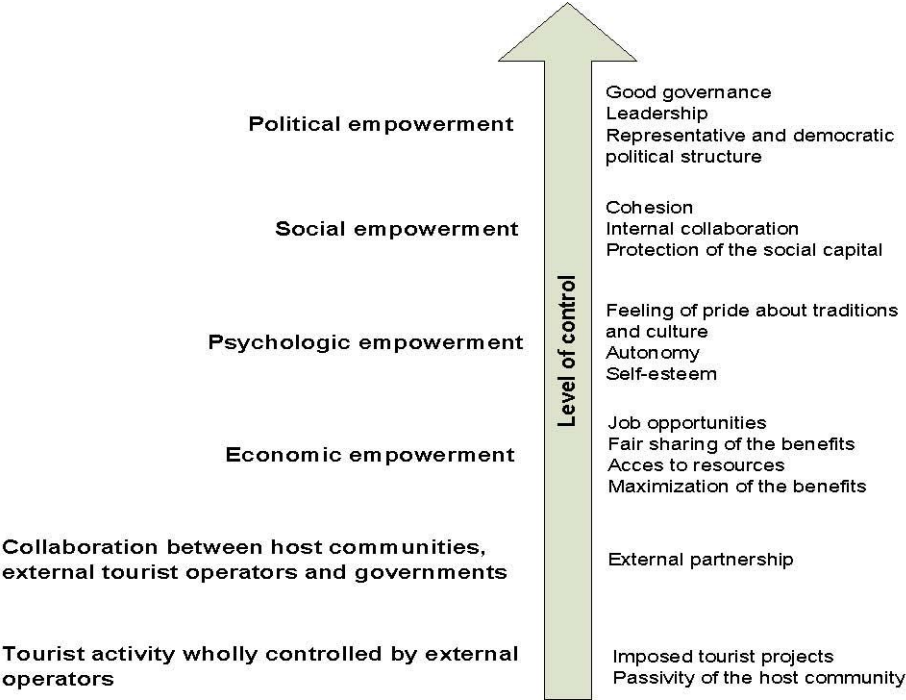 Political empowerment
Good governance
Leadership
Representative and democratic
political structure
Social empowerment
Cohesion
Internal collaboration
Protection of the social capital
Psychologic empowerment
Feeling of pride about traditions
and culture
Autonomy
Self-esteem
Level of control
Economic empowerment
Job opportunities
Fair sharing of the benefits
Acces to resources
Maximization of the benefits
Collaboration between host communities,
external tourist operators and governments
External partnership
Tourist activity wholly controlled by external
operators
Imposed tourist projects
Passivity of the host community